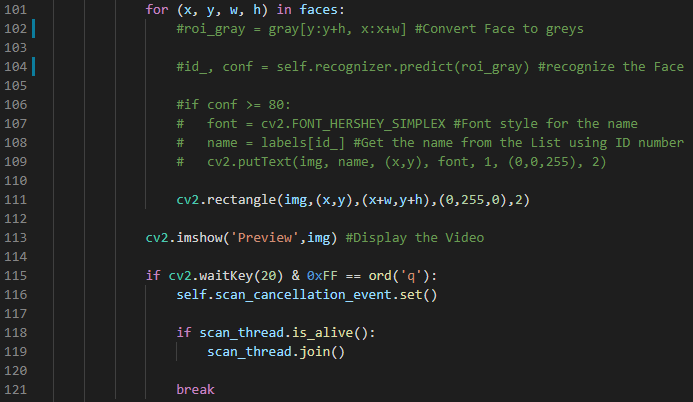 101 for (x, y, w, h) in faces:
102 #roi_gray = gray[y:y+h, x:x+w] #Convert Face to greys
103
104 #id_, conf = self.recognizer.predict(roi_gray) #recognize the Face
105
106 #if conf >= 80:
107 #   font = cv2.FONT_HERSHEY_SIMPLEX #Font style for the name
108 #   name = labels[id_] #Get the name from the List using ID number
109 #   cv2.putText(img, name, (x,y), font, 1, (0,0,255), 2)
110
111 cv2.rectangle(img,(x,y),(x+w,y+h),(0,255,0),2)
112
113 cv2.imshow('Preview',img) #Display the Video
114
115 if cv2.waitKey(20) & 0xFF == ord('q'):
116 self.scan_cancellation_event.set()
117
118 if scan_thread.is_alive():
119 scan_thread.join()
120
121 break